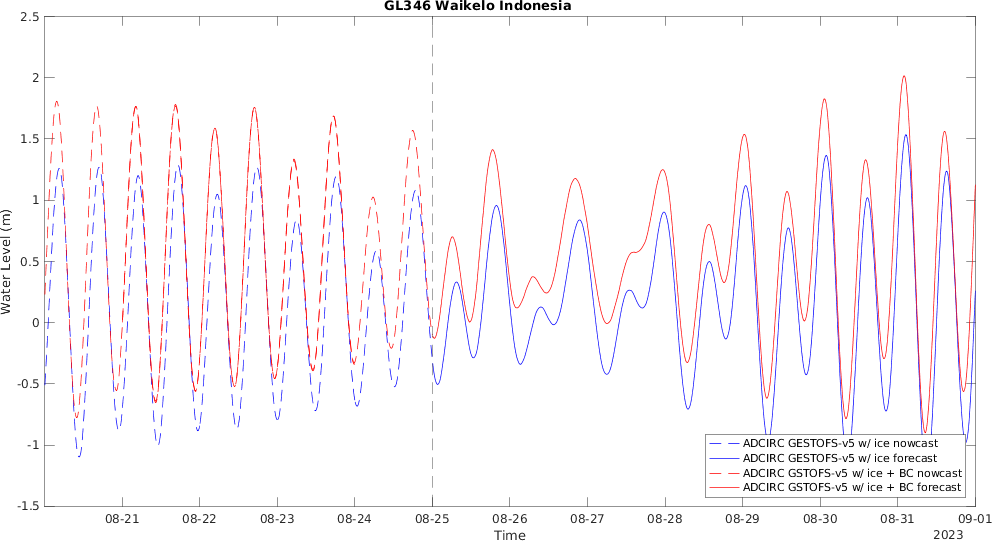 GL346 Waikelo Indonesia
2.5
2
1.5
1
0.5
0
-0.5
-1
-1.5
Water Level (m)
ADCIRC GESTOFS-v5 w/ ice nowcast
ADCIRC GESTOFS-v5 w/ ice forecast
ADCIRC GSTOFS-v5 w/ ice + BC nowcast
ADCIRC GSTOFS-v5 w/ ice + BC forecast
08-21 08-22 08-23 08-24 08-25 08-26 08-27 08-28 08-29 08-30 08-31 09-01
Time
2023